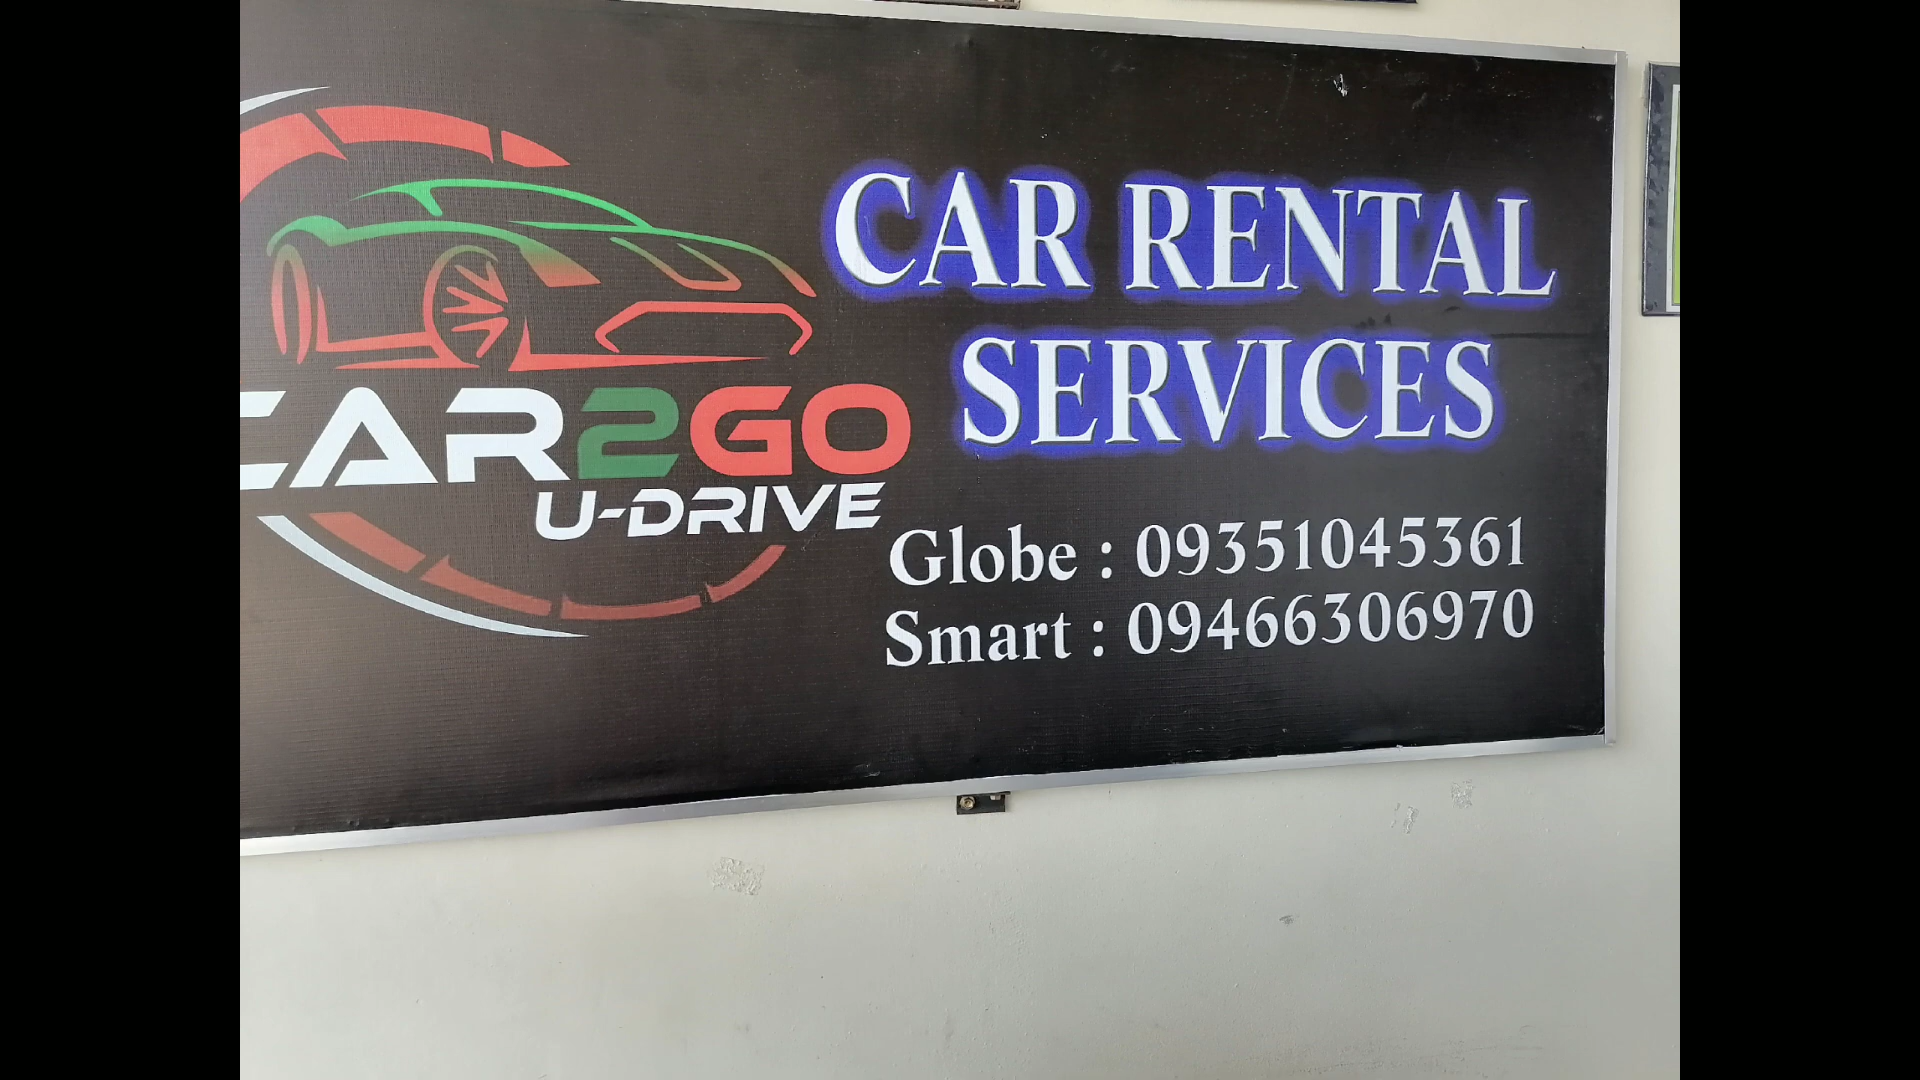 CAR2GO
U-DRIVE
CAR RENTAL
SERVICES
Globe : 09351045361
Smart : 09466306970